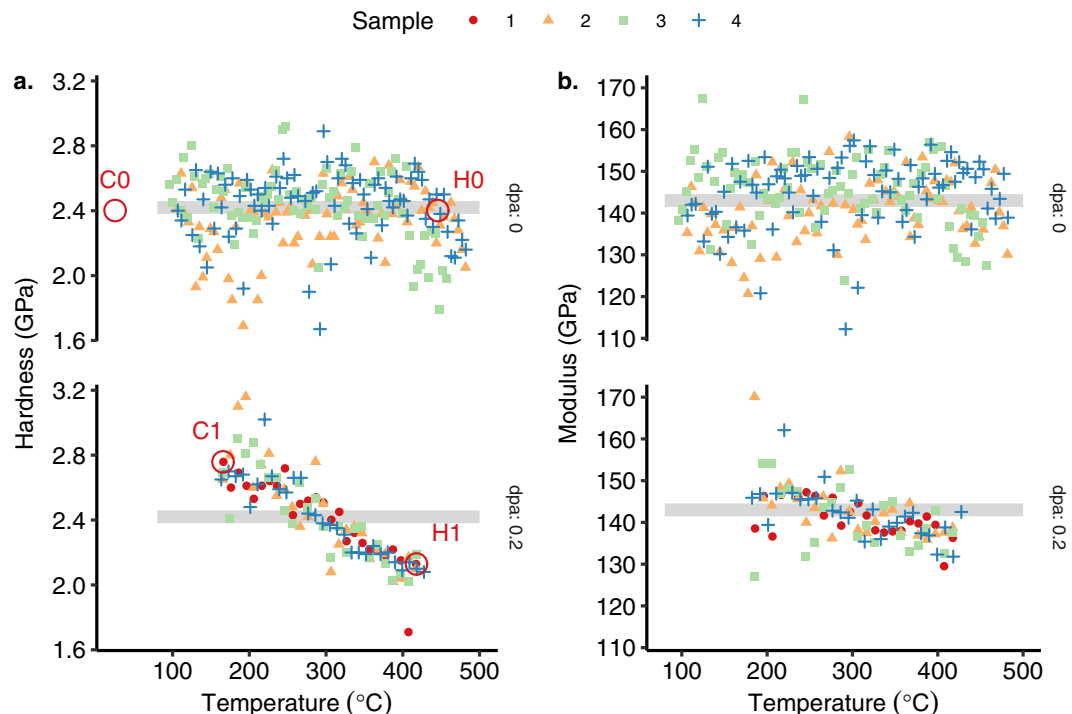 Sample 1 2 3 4
a.
b.
Hardness (GPa)
3.2
2.8
2.4
2.0
1.6
C0
H0
dpa: 0
3.2
2.8
2.4
2.0
1.6
C1
H1
dpa: 0.2
100 200 300 400 500
Temperature (°C)
Modulus (GPa)
170
160
150
140
130
120
110
dpa: 0
170
160
150
140
130
120
110
dpa: 0.2
100 200 300 400 500
Temperature (°C)